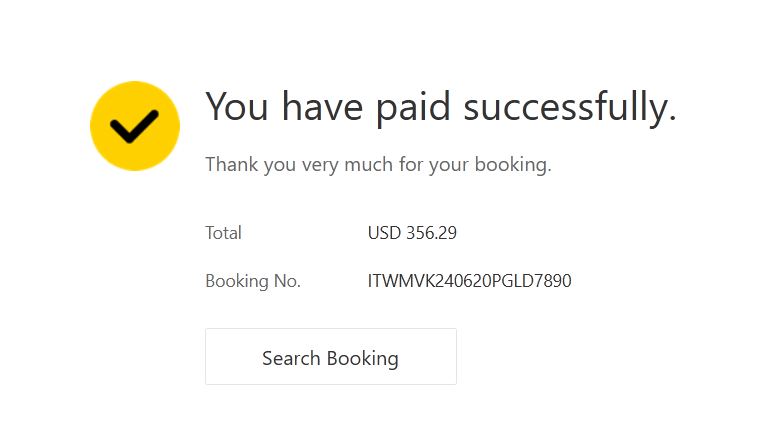 You have paid successfully.
Thank you very much for your booking.
Total USD 356.29
Booking No. ITWMVK240620PGLD7890
Search Booking